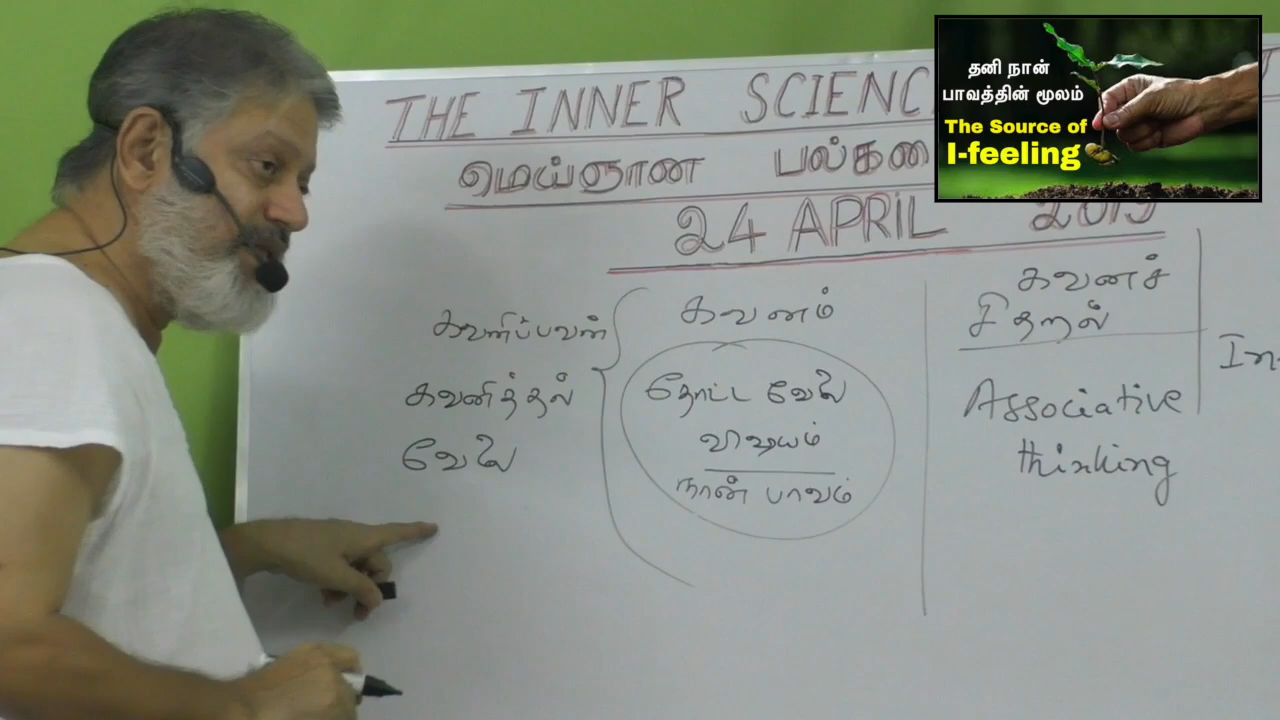 THE INNER SCIENC
மெய்ஞான பல்கலை
24 APRIL 2019
தனி நான்
பாவத்தின் மூலம்
The Source of
I-feeling
கவனிப்பவன்
கவனித்தல்
வேலை
கவனம்
தோட்ட வேலை
விஷயம்
நான் பாவம்
கவனச்
சிதறல்
Associative
thinking